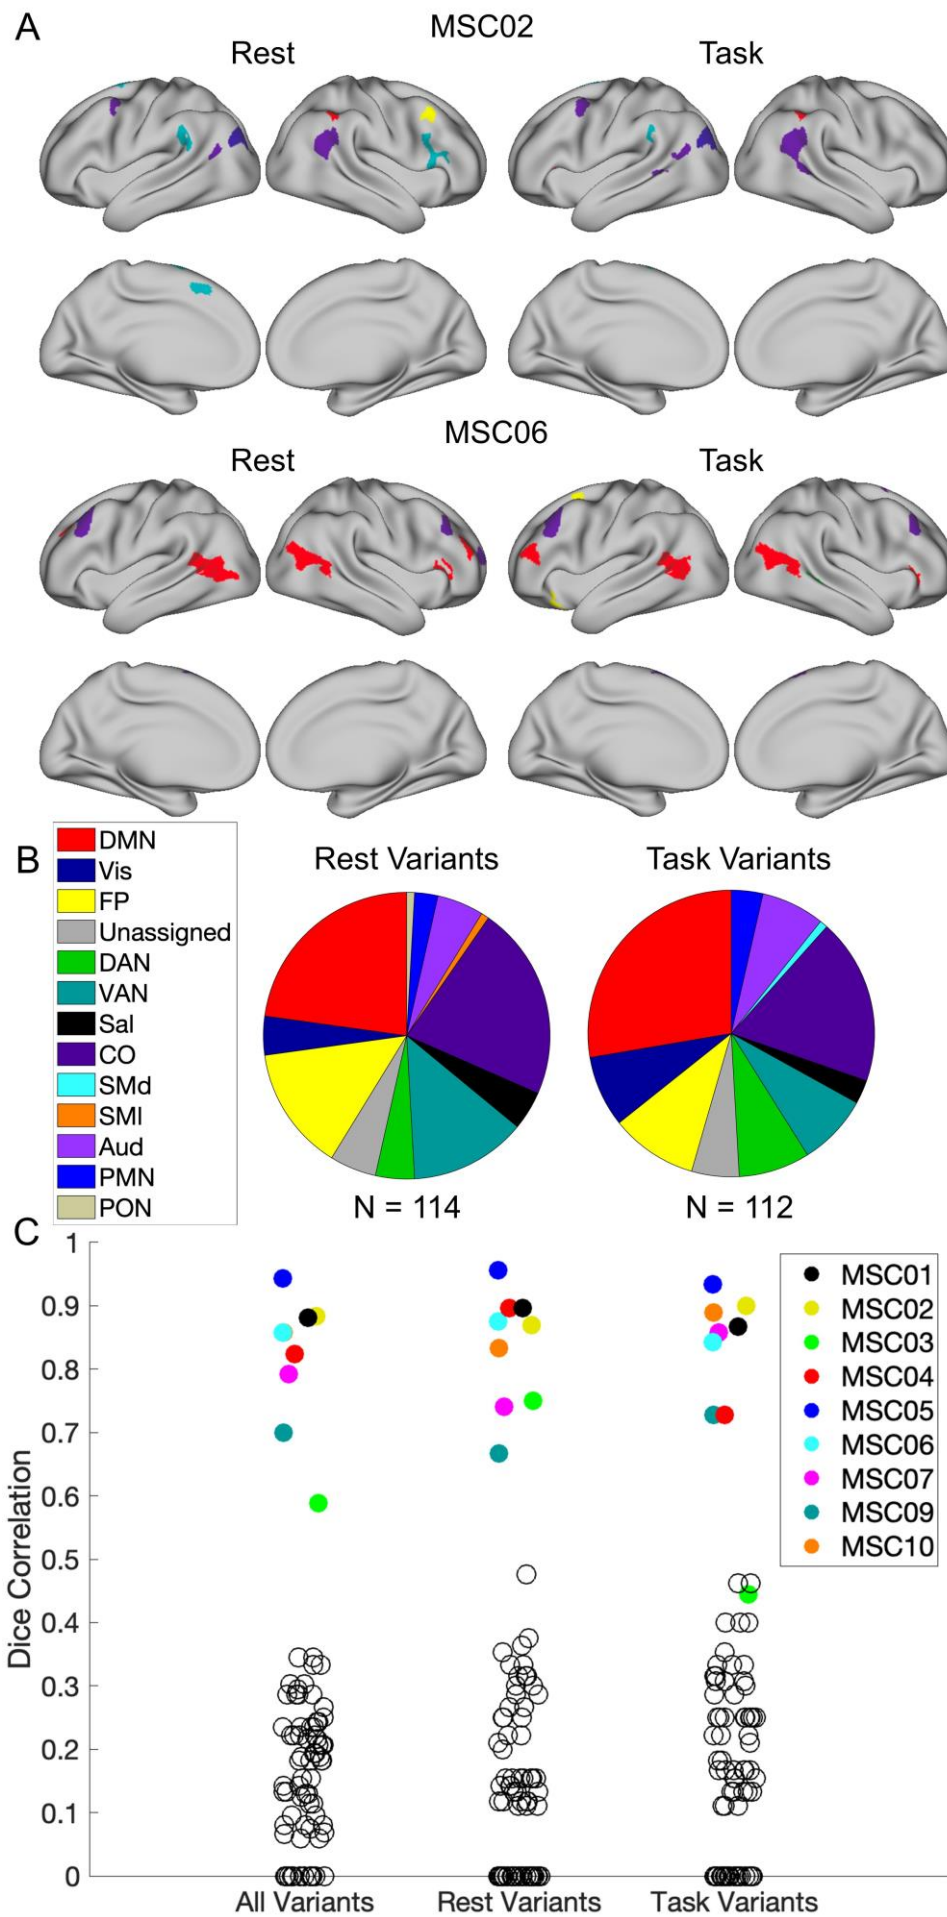 A
MSC02
Rest
Task
MSC06
Rest
Task
B
DMN
Vis
FP
Unassigned
DAN
VAN
Sal
CO
SMd
SMl
Aud
PMN
PON
Rest Variants
Task Variants
N = 114
N = 112
C
Dice Correlation
1
0.9
0.8
0.7
0.6
0.5
0.4
0.3
0.2
0.1
0
All Variants
Rest Variants
Task Variants
MSC01
MSC02
MSC03
MSC04
MSC05
MSC06
MSC07
MSC09
MSC10